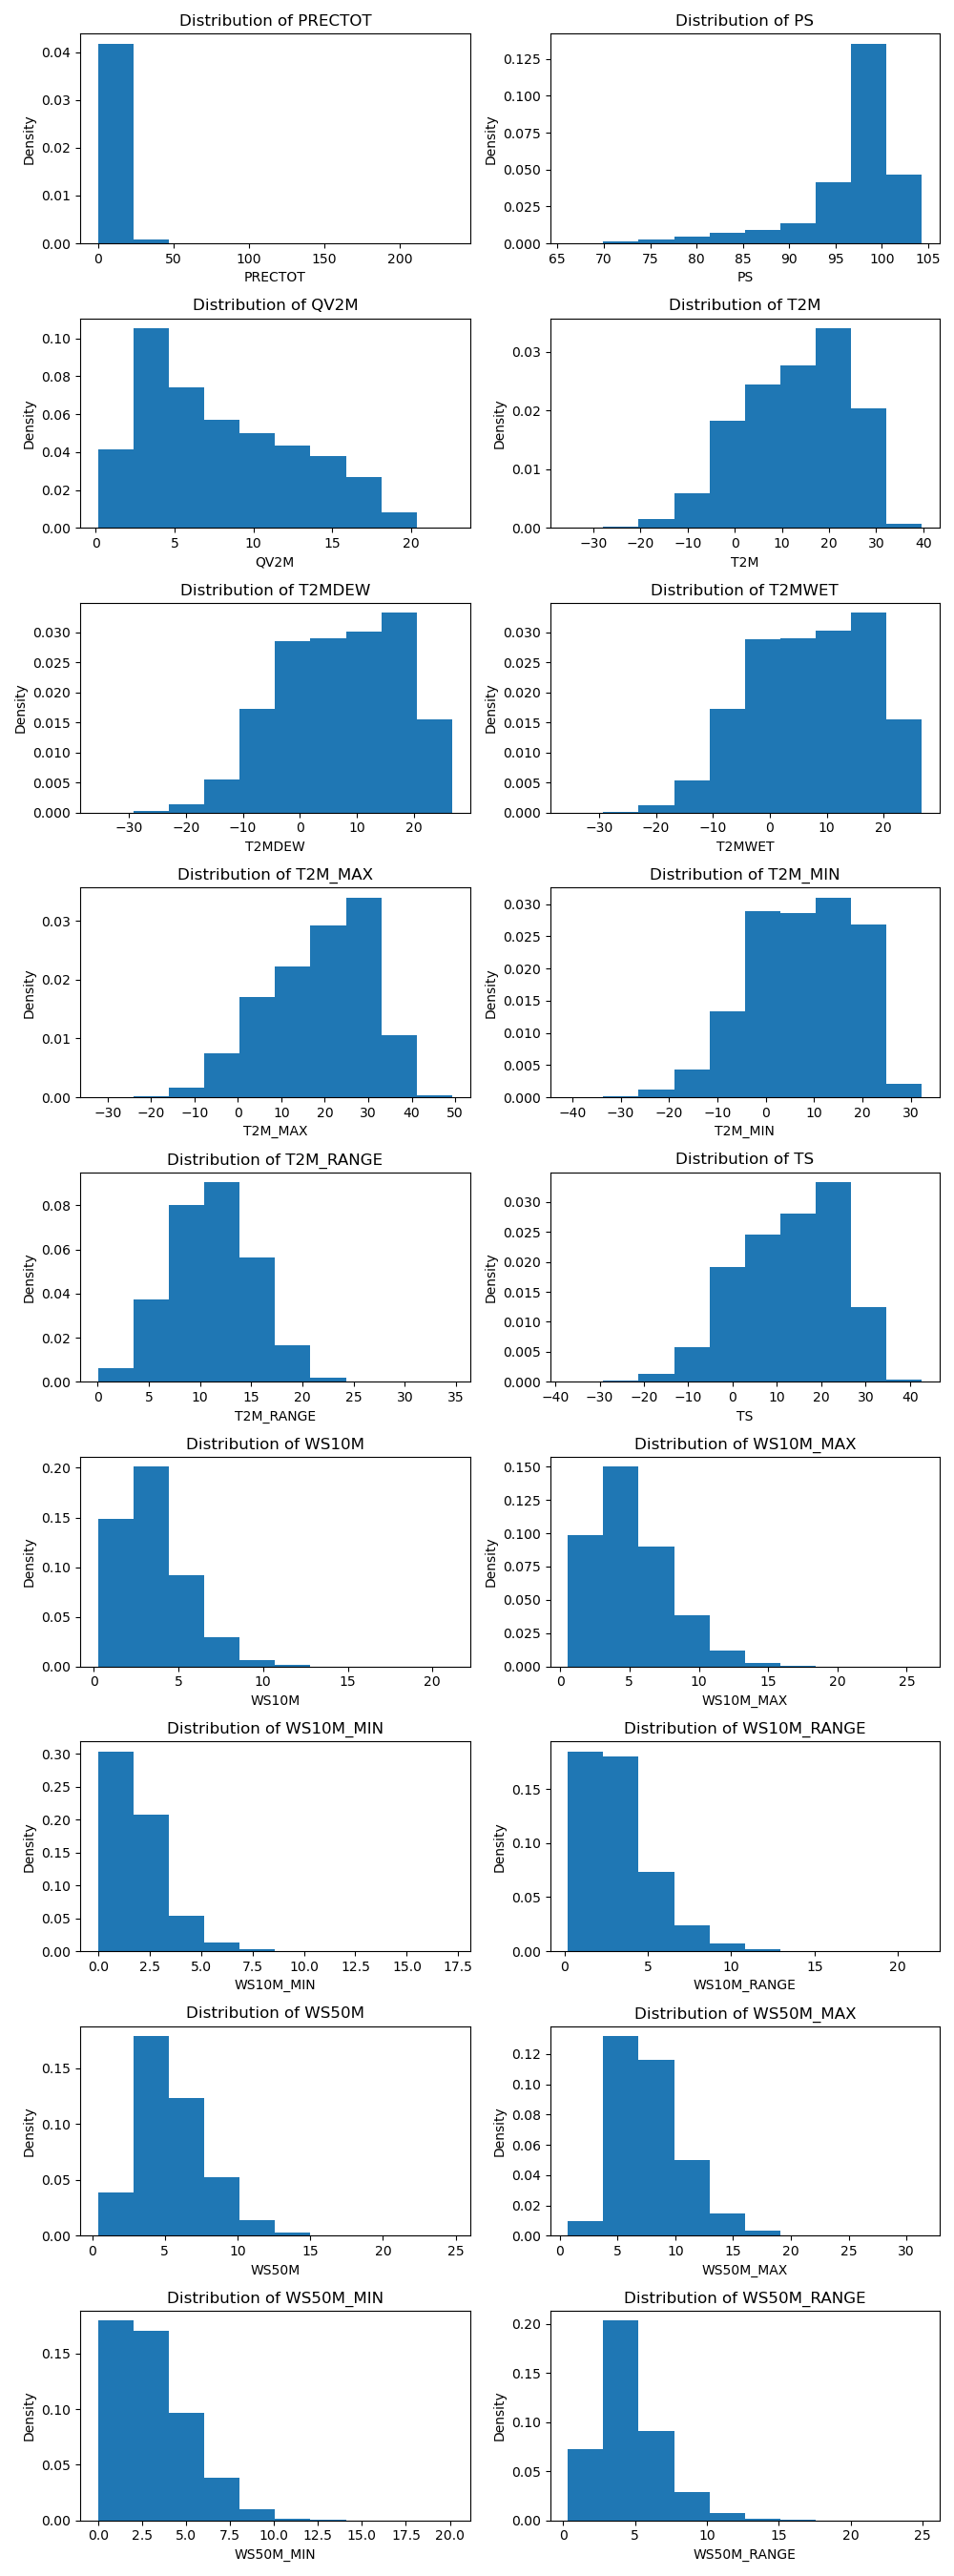 Distribution of PRECTOT
Density
0.04
0.03
0.02
0.01
0.00
0 50 100 150 200
PRECTOT
Distribution of PS
Density
0.125
0.100
0.075
0.050
0.025
0.000
65 70 75 80 85 90 95 100 105
PS
Distribution of QV2M
Density
0.10
0.08
0.06
0.04
0.02
0.00
0 5 10 15 20
QV2M
Distribution of T2M
Density
0.03
0.02
0.01
0.00
−30 −20 −10 0 10 20 30 40
T2M
Distribution of T2MDEW
Density
0.030
0.025
0.020
0.015
0.010
0.005
0.000
−30 −20 −10 0 10 20
T2MDEW
Distribution of T2MWET
Density
0.030
0.025
0.020
0.015
0.010
0.005
0.000
−30 −20 −10 0 10 20
T2MWET
Distribution of T2M_MAX
Density
0.03
0.02
0.01
0.00
−30 −20 −10 0 10 20 30 40 50
T2M_MAX
Distribution of T2M_MIN
Density
0.030
0.025
0.020
0.015
0.010
0.005
0.000
−40 −30 −20 −10 0 10 20 30
T2M_MIN
Distribution of T2M_RANGE
Density
0.08
0.06
0.04
0.02
0.00
0 5 10 15 20 25 30 35
T2M_RANGE
Distribution of TS
Density
0.030
0.025
0.020
0.015
0.010
0.005
0.000
−40 −30 −20 −10 0 10 20 30 40
TS
Distribution of WS10M
Density
0.20
0.15
0.10
0.05
0.00
0 5 10 15 20
WS10M
Distribution of WS10M_MAX
Density
0.150
0.125
0.100
0.075
0.050
0.025
0.000
0 5 10 15 20 25
WS10M_MAX
Distribution of WS10M_MIN
Density
0.30
0.25
0.20
0.15
0.10
0.05
0.00
0.0 2.5 5.0 7.5 10.0 12.5 15.0 17.5
WS10M_MIN
Distribution of WS10M_RANGE
Density
0.15
0.10
0.05
0.00
0 5 10 15 20
WS10M_RANGE
Distribution of WS50M
Density
0.15
0.10
0.05
0.00
0 5 10 15 20 25
WS50M
Distribution of WS50M_MAX
Density
0.12
0.10
0.08
0.06
0.04
0.02
0.00
0 5 10 15 20 25 30
WS50M_MAX
Distribution of WS50M_MIN
Density
0.15
0.10
0.05
0.00
0.0 2.5 5.0 7.5 10.0 12.5 15.0 17.5 20.0
WS50M_MIN
Distribution of WS50M_RANGE
Density
0.20
0.15
0.10
0.05
0.00
0 5 10 15 20 25
WS50M_RANGE